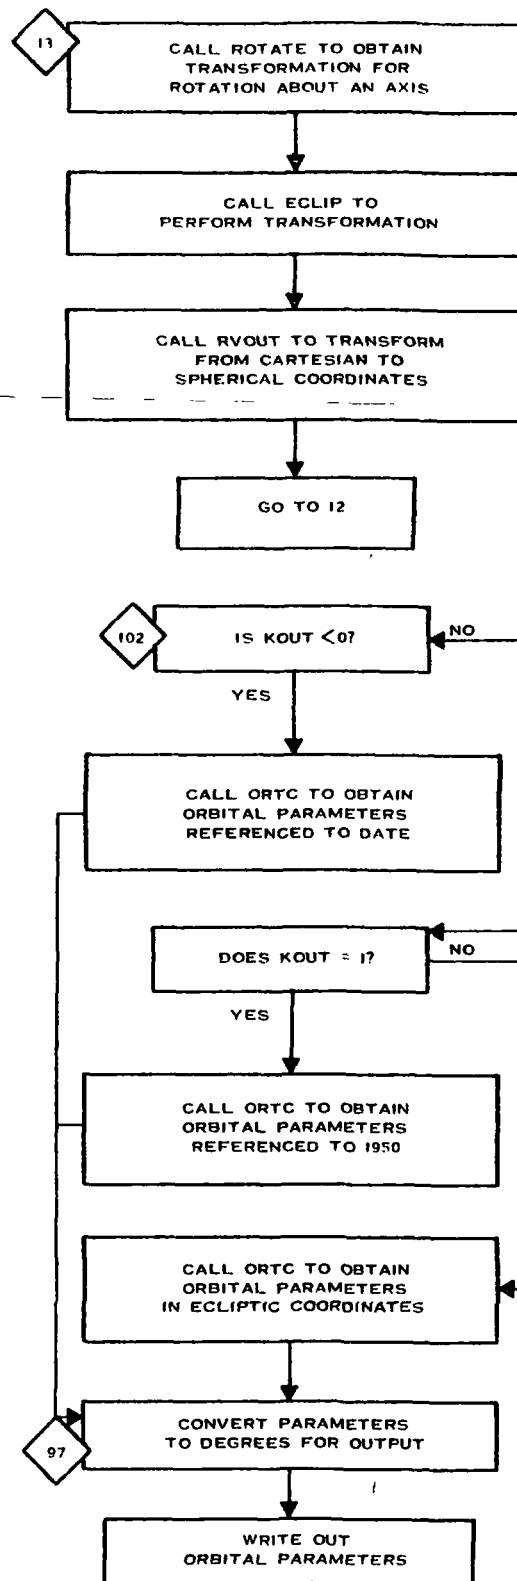 13
CALL ROTATE TO OBTAIN
TRANSFORMATION FOR
ROTATION ABOUT AN AXIS
CALL ECLIP TO
PERFORM TRANSFORMATION
CALL RVOUT TO TRANSFORM
FROM CARTESIAN TO
SPHERICAL COORDINATES
GO TO 12
102
IS KOUT <0?
NO
YES
CALL ORTC TO OBTAIN
ORBITAL PARAMETERS
REFERENCED TO DATE
DOES KOUT = 1?
NO
YES
CALL ORTC TO OBTAIN
ORBITAL PARAMETERS
REFERENCED TO 1950
CALL ORTC TO OBTAIN
ORBITAL PARAMETERS
IN ECLIPTIC COORDINATES
97
CONVERT PARAMETERS
TO DEGREES FOR OUTPUT
WRITE OUT
ORBITAL PARAMETERS